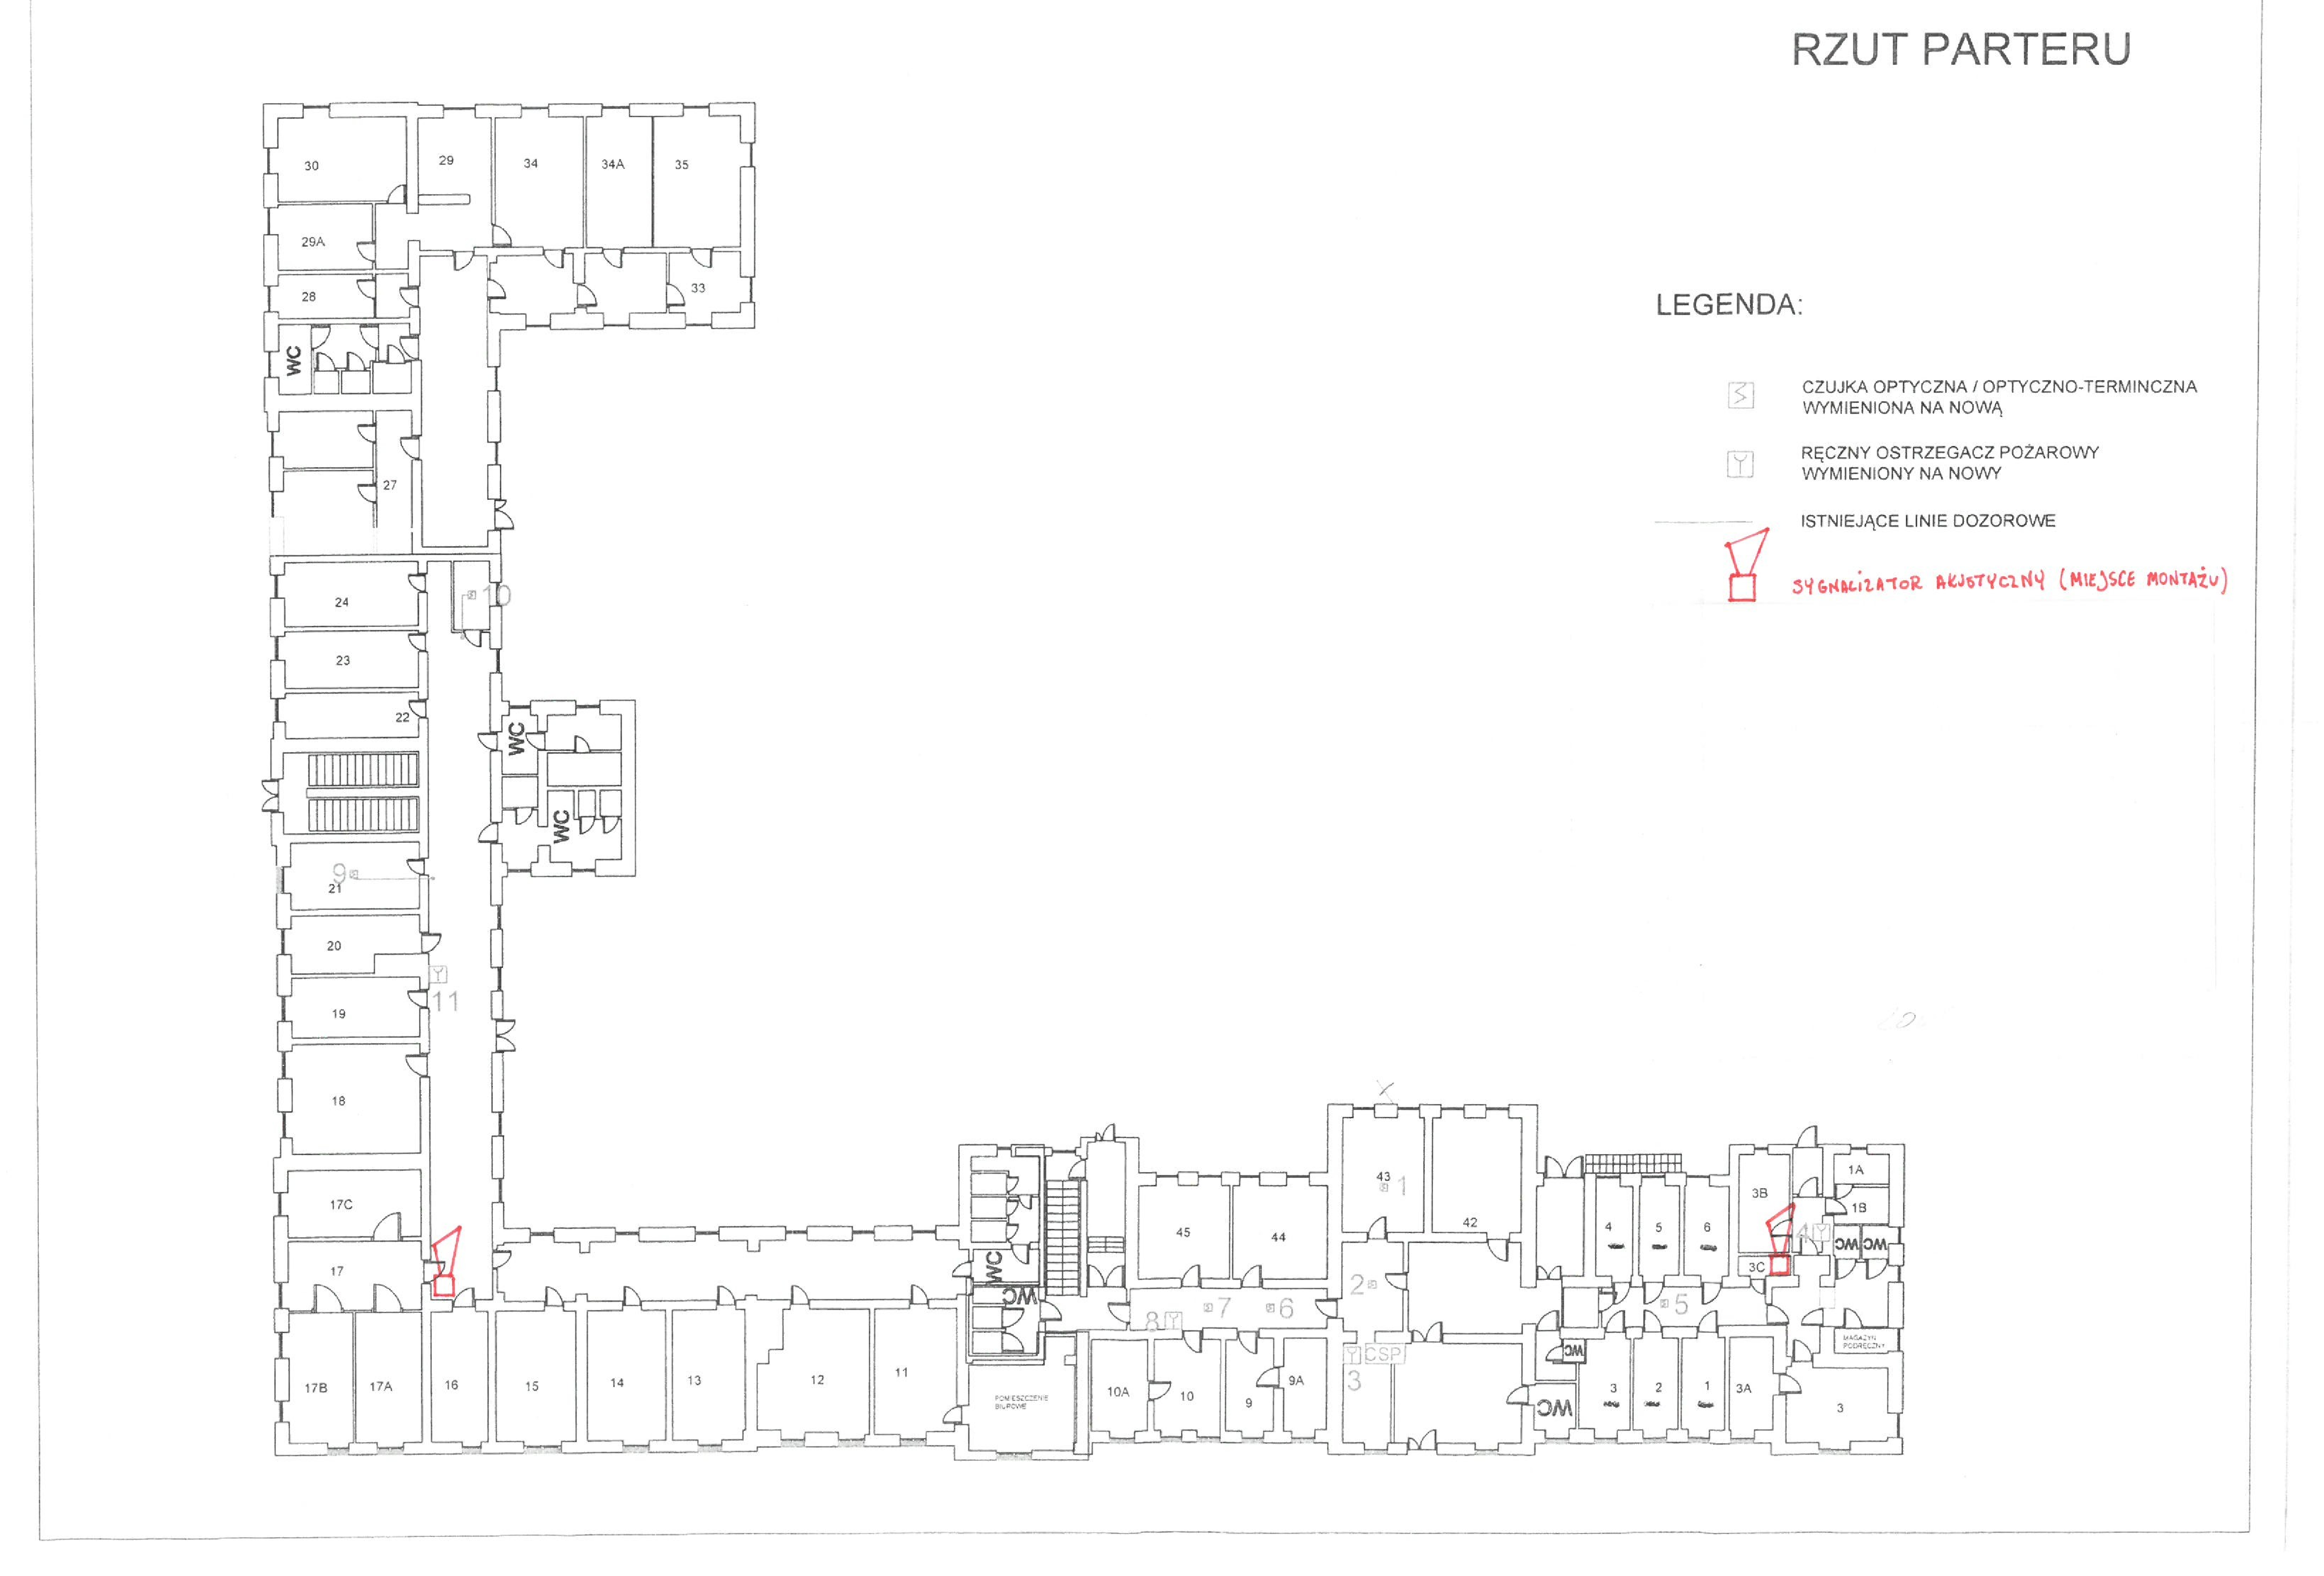 RZUT PARTERU
LEGENDA:
CZUJKA OPTYCZNA / OPTYCZNO-TERMINCZNA
WYMIENIONA NA NOWĄ
RĘCZNY OSTRZEGACZ POŻAROWY
WYMIENIONY NA NOWY
ISTNIEJĄCE LINIE DOZOROWE
SYGNALIZATOR AKUSTYCZNY (MIEJSCE MONTAŻU)
30
29
34
34A
35
29A
28
33
WC
27
24
10
23
22
WC
WC
9
21
20
11
19
18
17C
17
17B
17A
16
15
14
13
12
11
WC
WC
POMIESZCZENIE
BIUROWE
45
44
43
1
42
2
8
7
6
CSP
3
10A
10
9
9A
4
5
6
3B
1A
1B
4
WC
WC
3C
5
WC
WC
3
2
1
3A
MAGAZYN
PODRĘCZNY
3